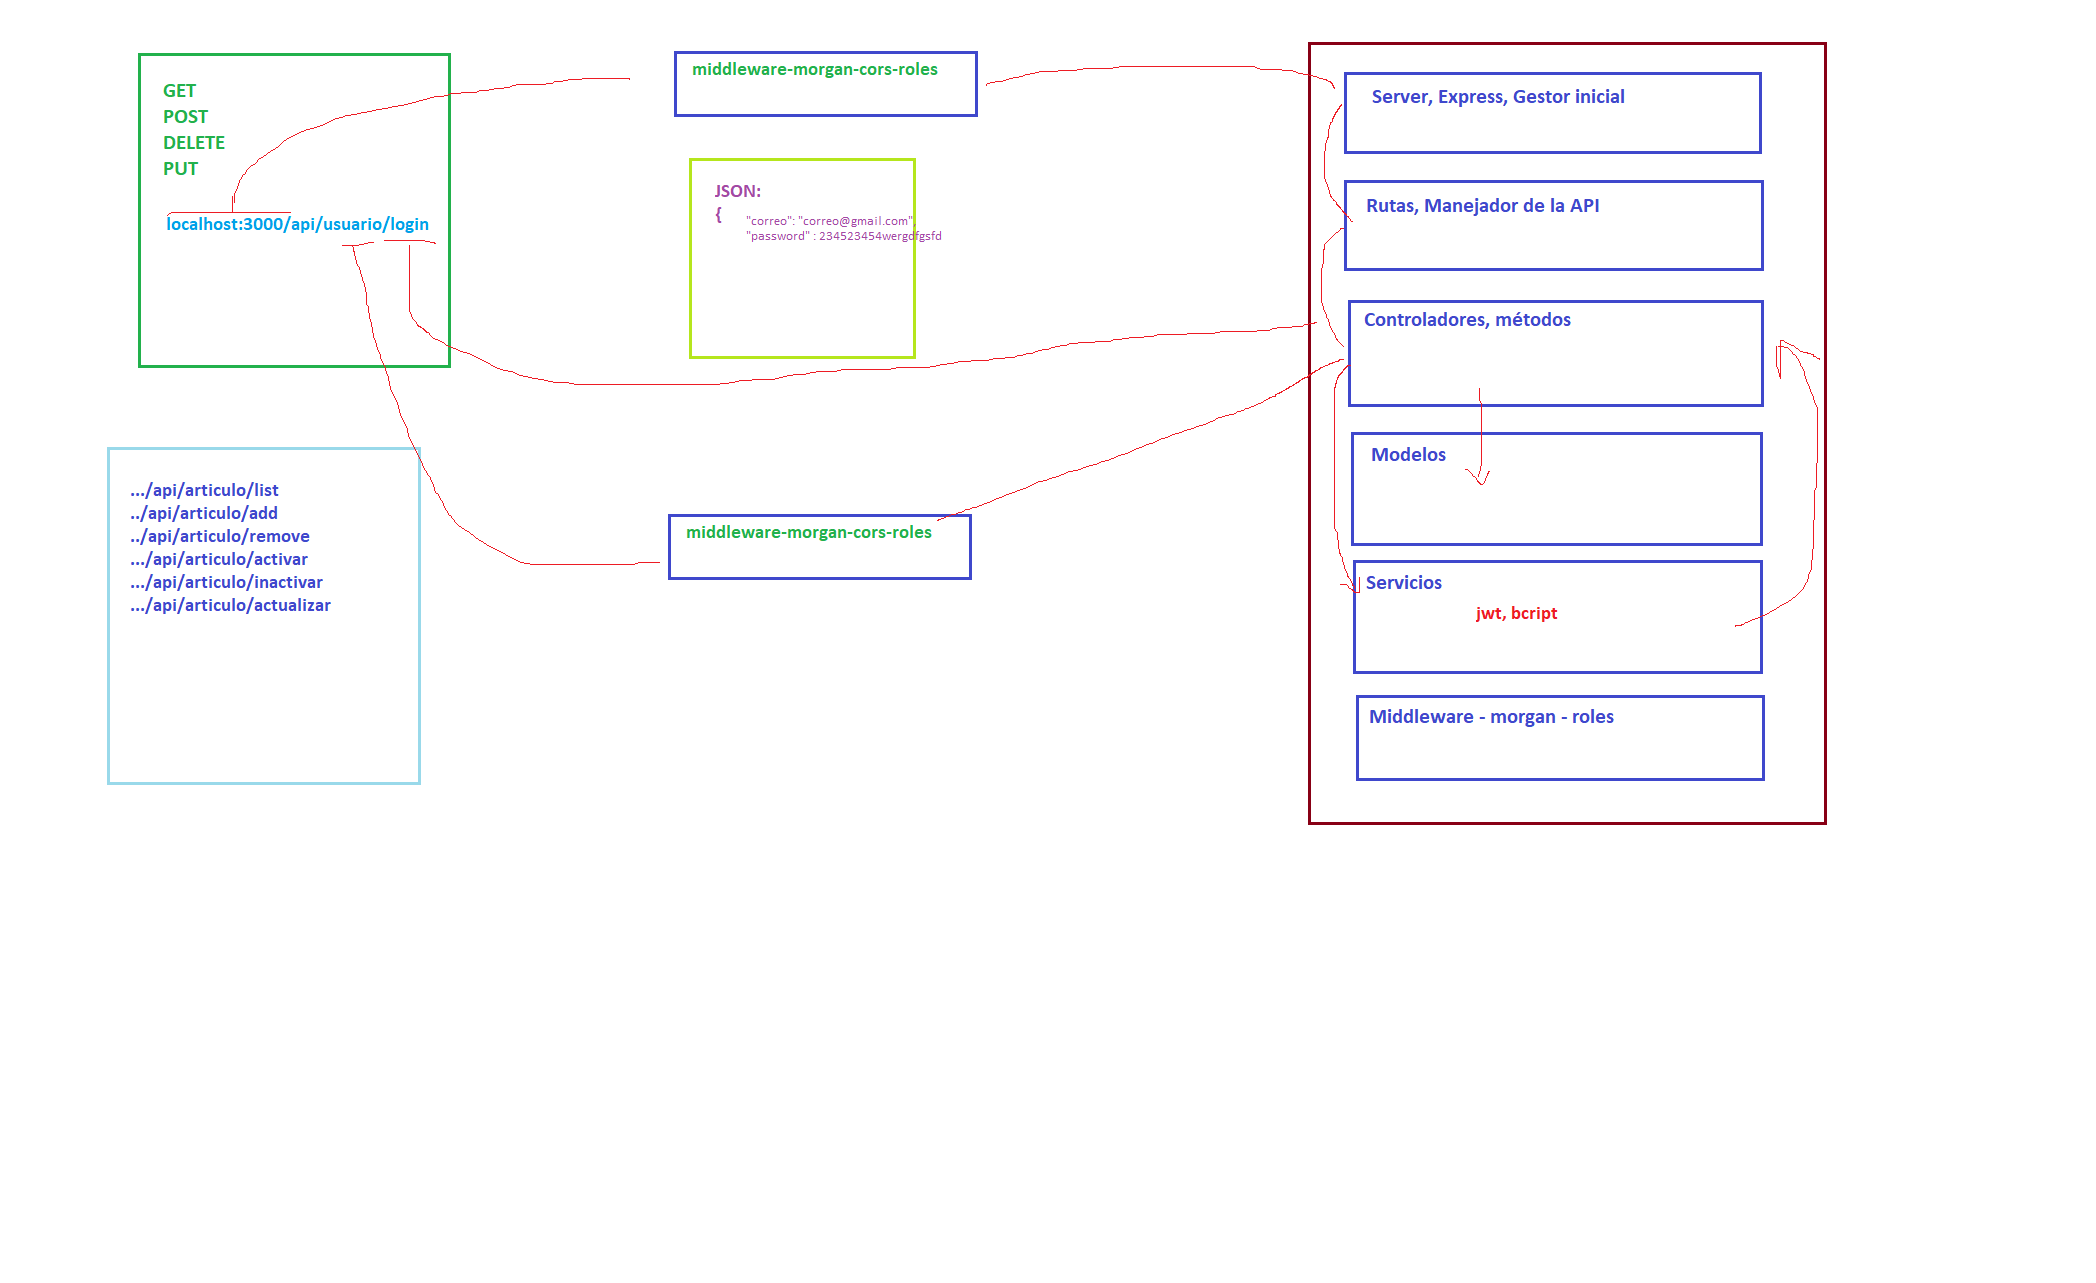 GET
POST
DELETE
PUT
localhost:3000/api/usuario/login
middleware-morgan-cors-roles
JSON:
{
"correo": "correo@gmail.com",
"password" : 234523454wergdfgsfd
.../api/articulo/list
../api/articulo/add
../api/articulo/remove
.../api/articulo/activar
.../api/articulo/inactivar
.../api/articulo/actualizar
middleware-morgan-cors-roles
Server, Express, Gestor inicial
Rutas, Manejador de la API
Controladores, métodos
Modelos
Servicios
jwt, bcript
Middleware - morgan - roles